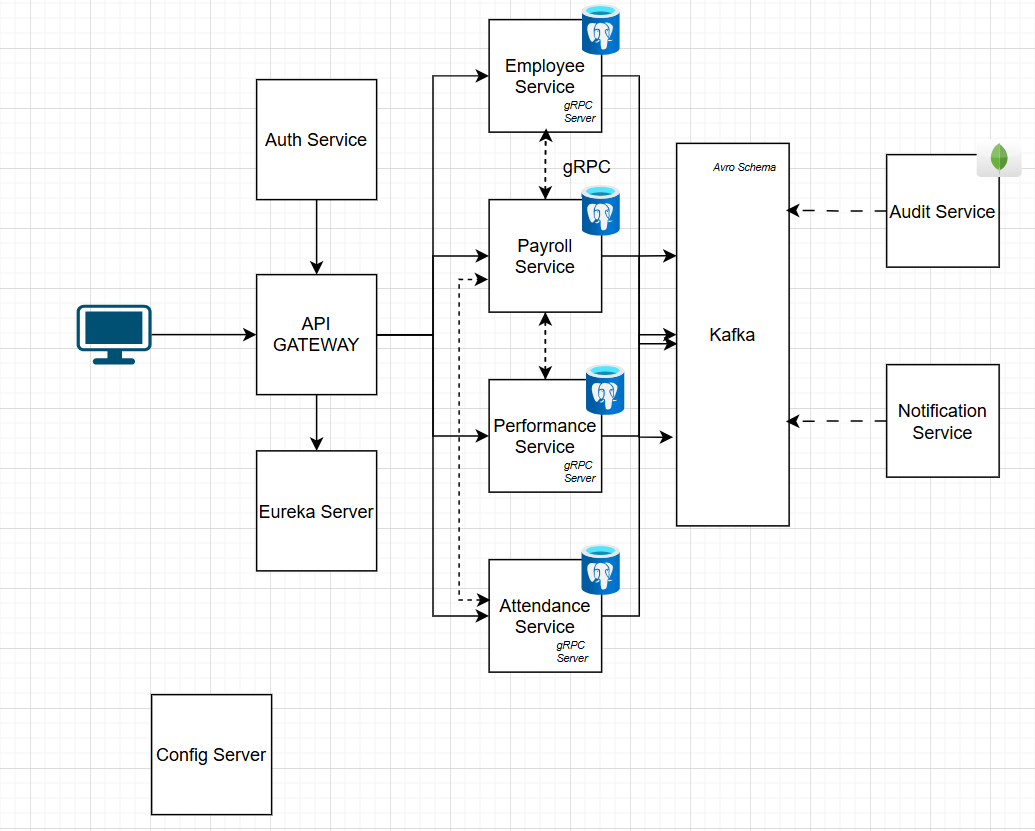 Employee
Service
gRPC
Server
Auth Service
gRPC
Avro Schema
Audit Service
Payroll
Service
API
GATEWAY
Kafka
Performance
Service
gRPC
Server
Notification
Service
Eureka Server
Attendance
Service
gRPC
Server
Config Server